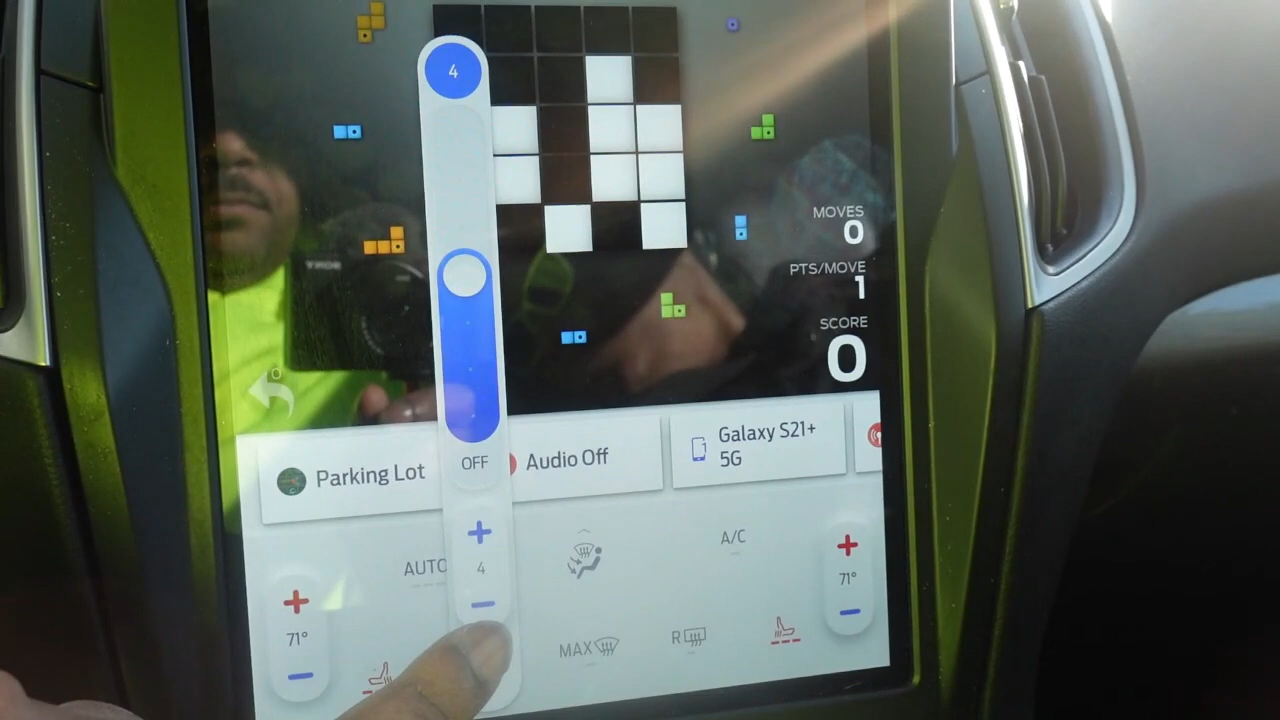 4
MOVES
0
PTS/MOVE
1
SCORE
0
0
Parking Lot
OFF
Audio Off
Galaxy S21+
5G
AUTO
4
A/C
71°
71°
MAX
R